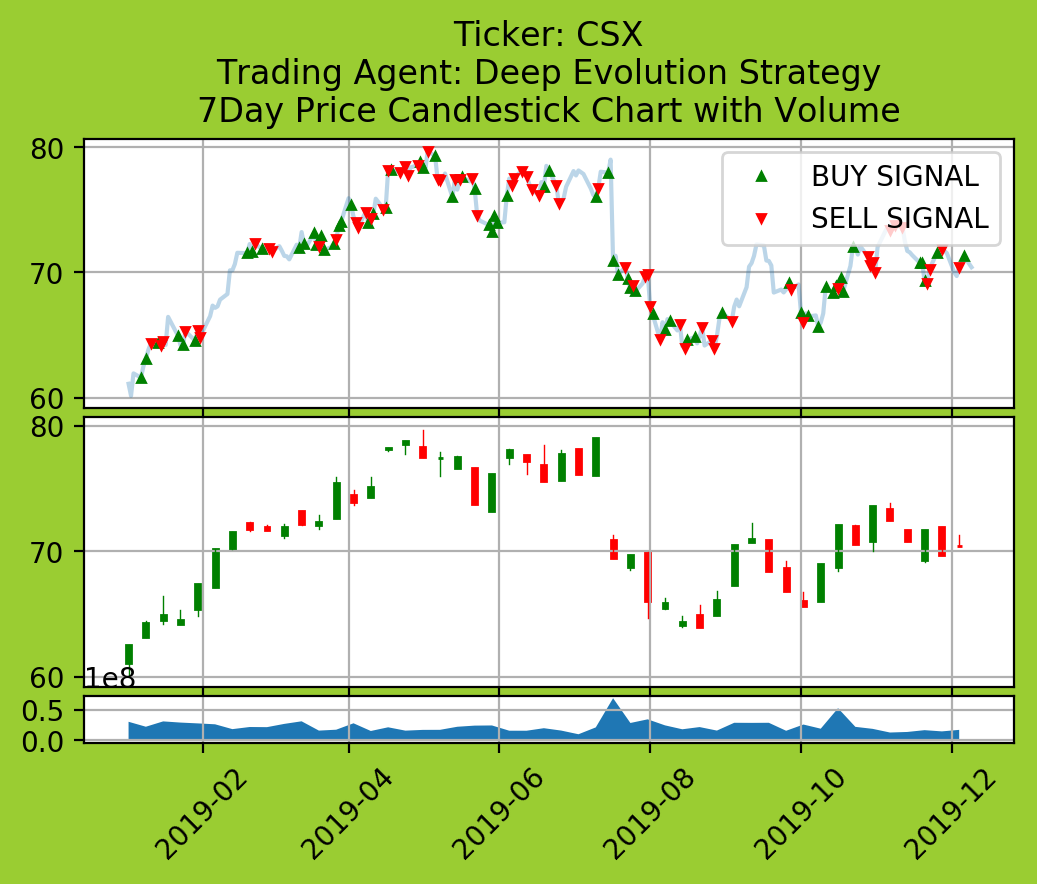 Ticker: CSX
Trading Agent: Deep Evolution Strategy
7Day Price Candlestick Chart with Volume
80
70
60
BUY SIGNAL
SELL SIGNAL
80
70
60
1e8
0.5
0.0
2019-02
2019-04
2019-06
2019-08
2019-10
2019-12